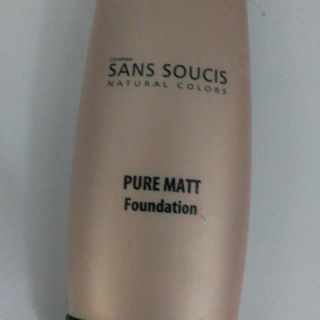 SANS SOUCIS
NATURAL COLORS
PURE MATT
Foundation